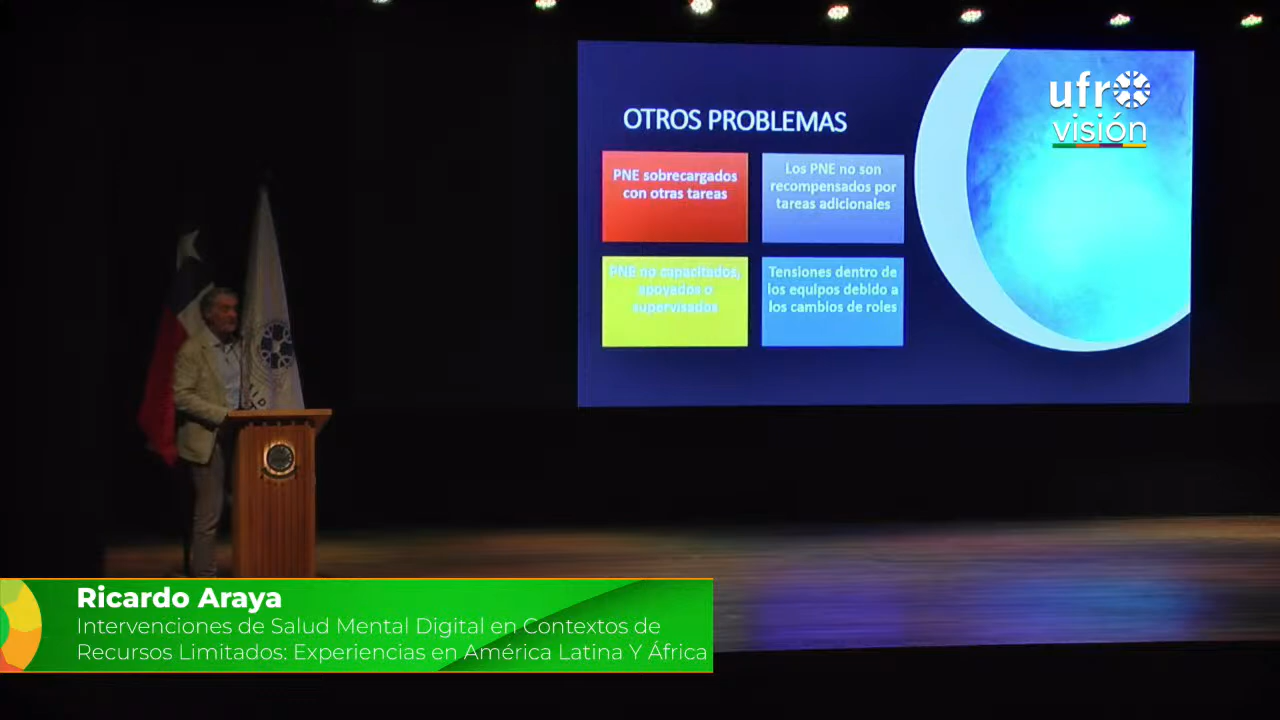 ufro
visión
OTROS PROBLEMAS
PNE sobrecargados
con otras tareas
Los PNE no son
recompensados por
tareas adicionales
PNE no capacitados,
apoyados o
supervisados
Tensiones dentro de
los equipos debido a
los cambios de roles
Ricardo Araya
Intervenciones de Salud Mental Digital en Contextos de
Recursos Limitados: Experiencias en América Latina Y África